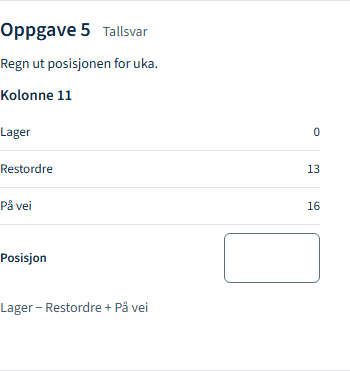 Oppgave 5 Tallsvar
Regn ut posisjonen for uka.
Kolonne 11
Lager 0
Restordre 13
På vei 16
Posisjon
Lager − Restordre + På vei